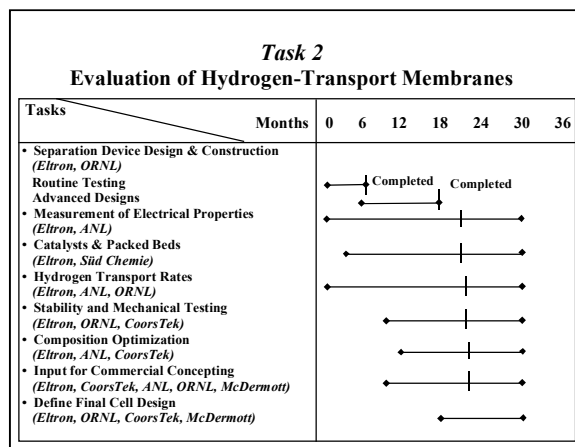 Task 2
Evaluation of Hydrogen-Transport Membranes
Tasks
Months 0 6 12 18 24 30 36
• Separation Device Design & Construction
(Eltron, ORNL)
Routine Testing Completed Completed
Advanced Designs
• Measurement of Electrical Properties
(Eltron, ANL)
• Catalysts & Packed Beds
(Eltron, Süd Chemie)
• Hydrogen Transport Rates
(Eltron, ANL, ORNL)
• Stability and Mechanical Testing
(Eltron, ORNL, CoorsTek)
• Composition Optimization
(Eltron, ANL, CoorsTek)
• Input for Commercial Concepting
(Eltron, CoorsTek, ANL, ORNL, McDermott)
• Define Final Cell Design
(Eltron, ORNL, CoorsTek, McDermott)